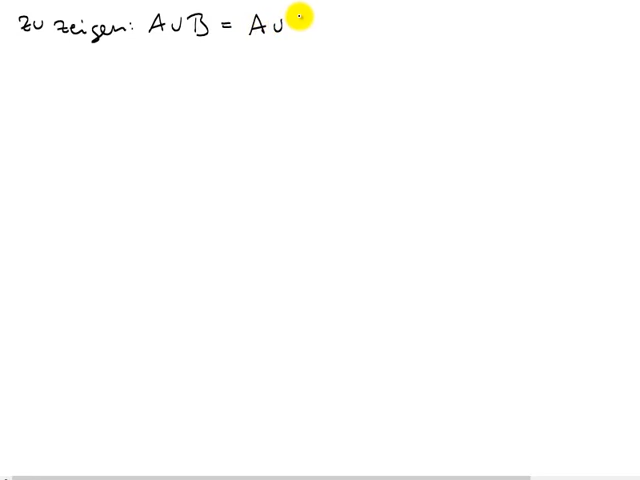 zu zeigen: A ∪ B = A ∪